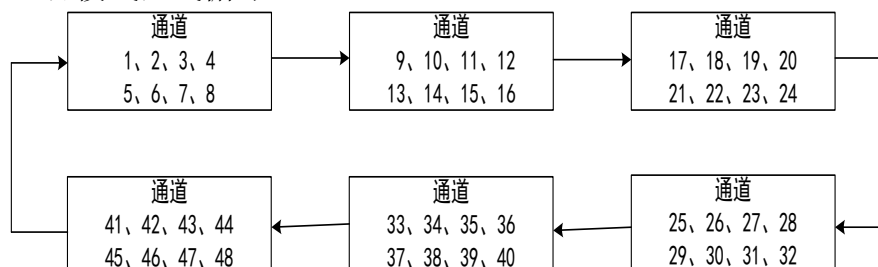 通道
1、2、3、4
5、6、7、8
通道
9、10、11、12
13、14、15、16
通道
17、18、19、20
21、22、23、24
通道
25、26、27、28
29、30、31、32
通道
33、34、35、36
37、38、39、40
通道
41、42、43、44
45、46、47、48